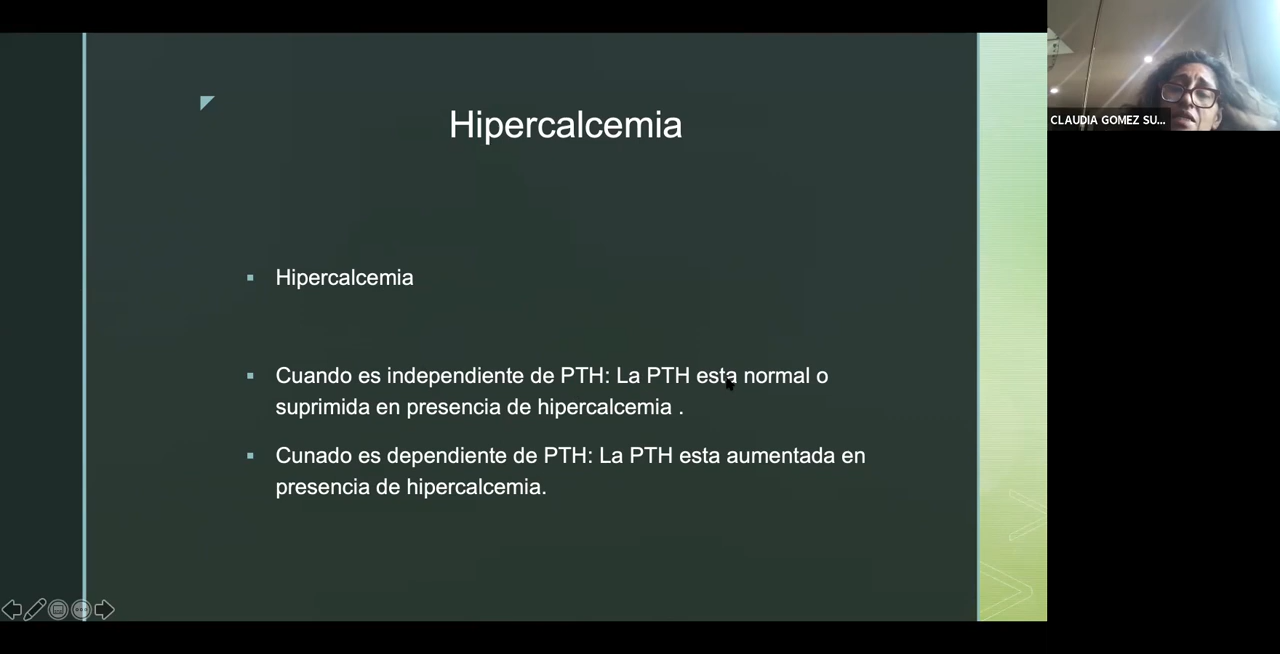 Hipercalcemia
CLAUDIA GOMEZ SU...
Hipercalcemia
Cuando es independiente de PTH: La PTH esta normal o
suprimida en presencia de hipercalcemia .
Cunado es dependiente de PTH: La PTH esta aumentada en
presencia de hipercalcemia.